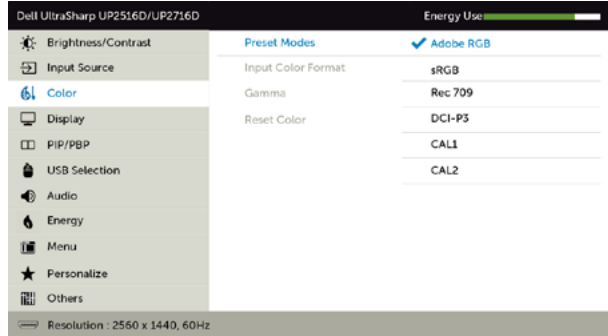 Dell UltraSharp UP2516D/UP2716D Energy Use
Brightness/Contrast Preset Modes Adobe RGB
Input Source Input Color Format sRGB
Color Gamma Rec 709
Display Reset Color DCI-P3
PIP/PBP CAL1
USB Selection CAL2
Audio
Energy
Menu
Personalize
Others
Resolution : 2560 x 1440, 60Hz